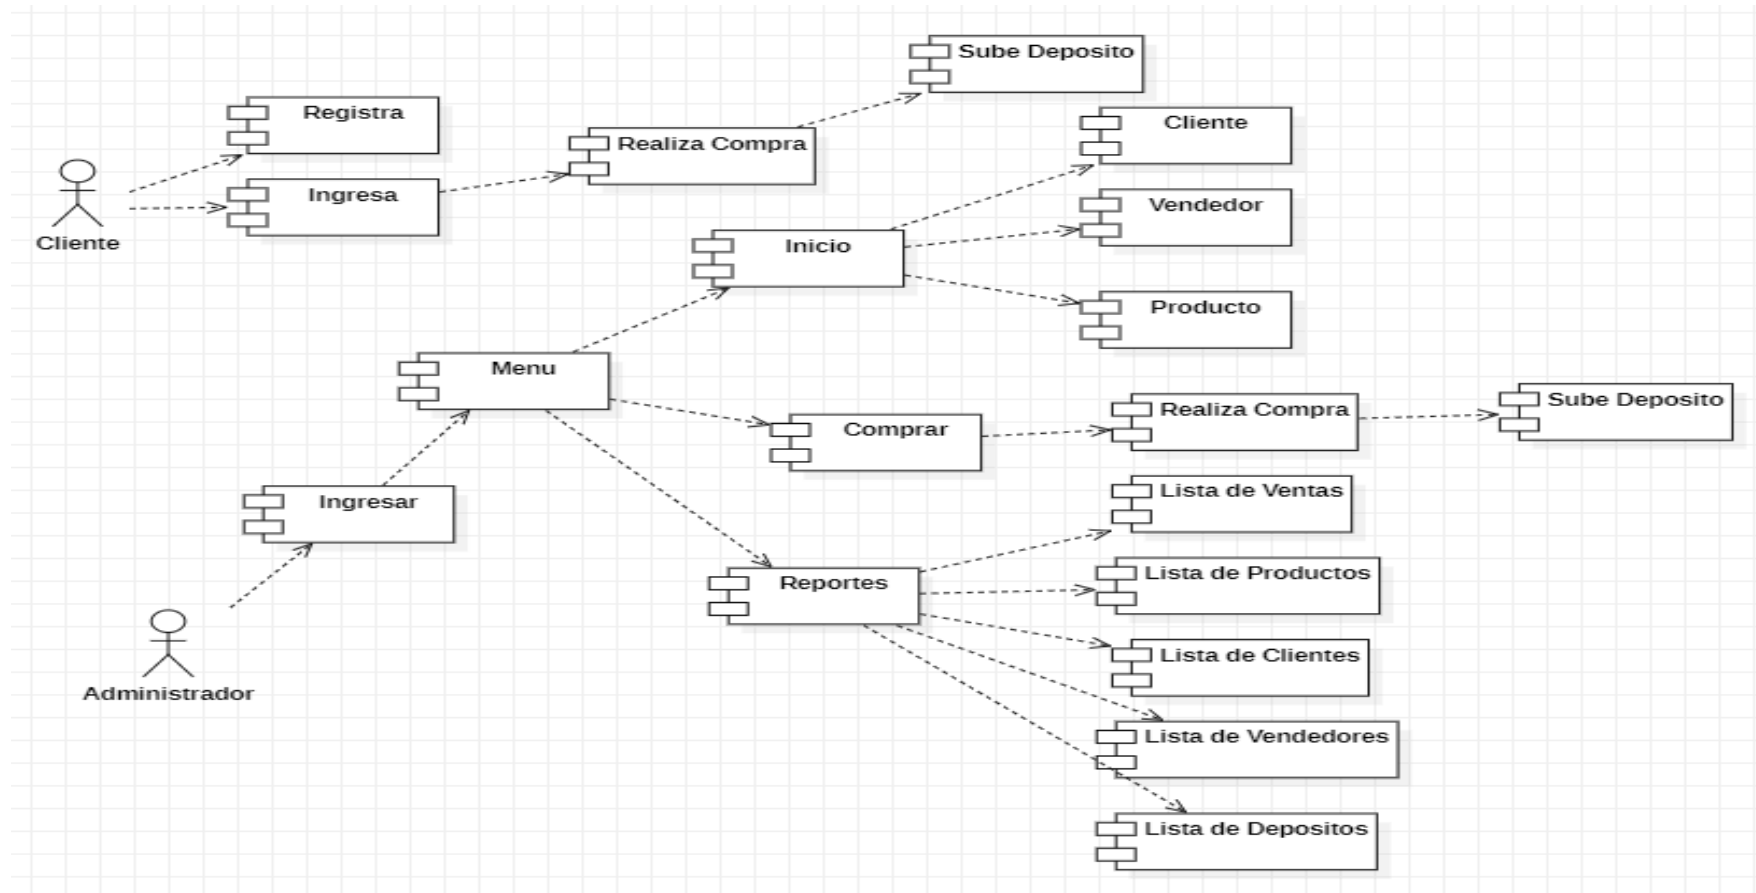 Sube Deposito
Registra
Cliente
Realiza Compra
Ingresa
Vendedor
Cliente
Inicio
Producto
Menu
Sube Deposito
Realiza Compra
Comprar
Lista de Ventas
Ingresar
Lista de Productos
Reportes
Lista de Clientes
Administrador
Lista de Vendedores
Lista de Depositos